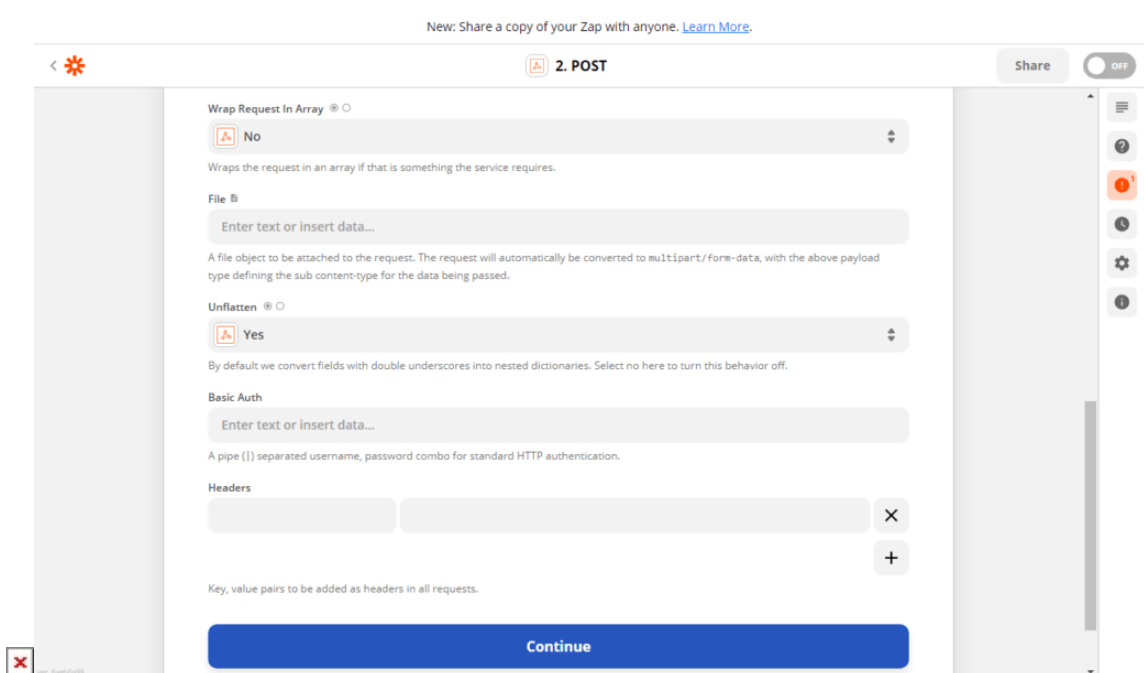 New: Share a copy of your Zap with anyone. Learn More.
2. POST
Share
OFF
Wrap Request In Array
No
Wraps the request in an array if that is something the service requires.
1
File
Enter text or insert data...
A file object to be attached to the request. The request will automatically be converted to multipart/form-data, with the above payload
type defining the sub content-type for the data being passed.
Unflatten
Yes
By default we convert fields with double underscores into nested dictionaries. Select no here to turn this behavior off.
Basic Auth
Enter text or insert data...
A pipe (|) separated username, password combo for standard HTTP authentication.
Headers
Key, value pairs to be added as headers in all requests.
Continue